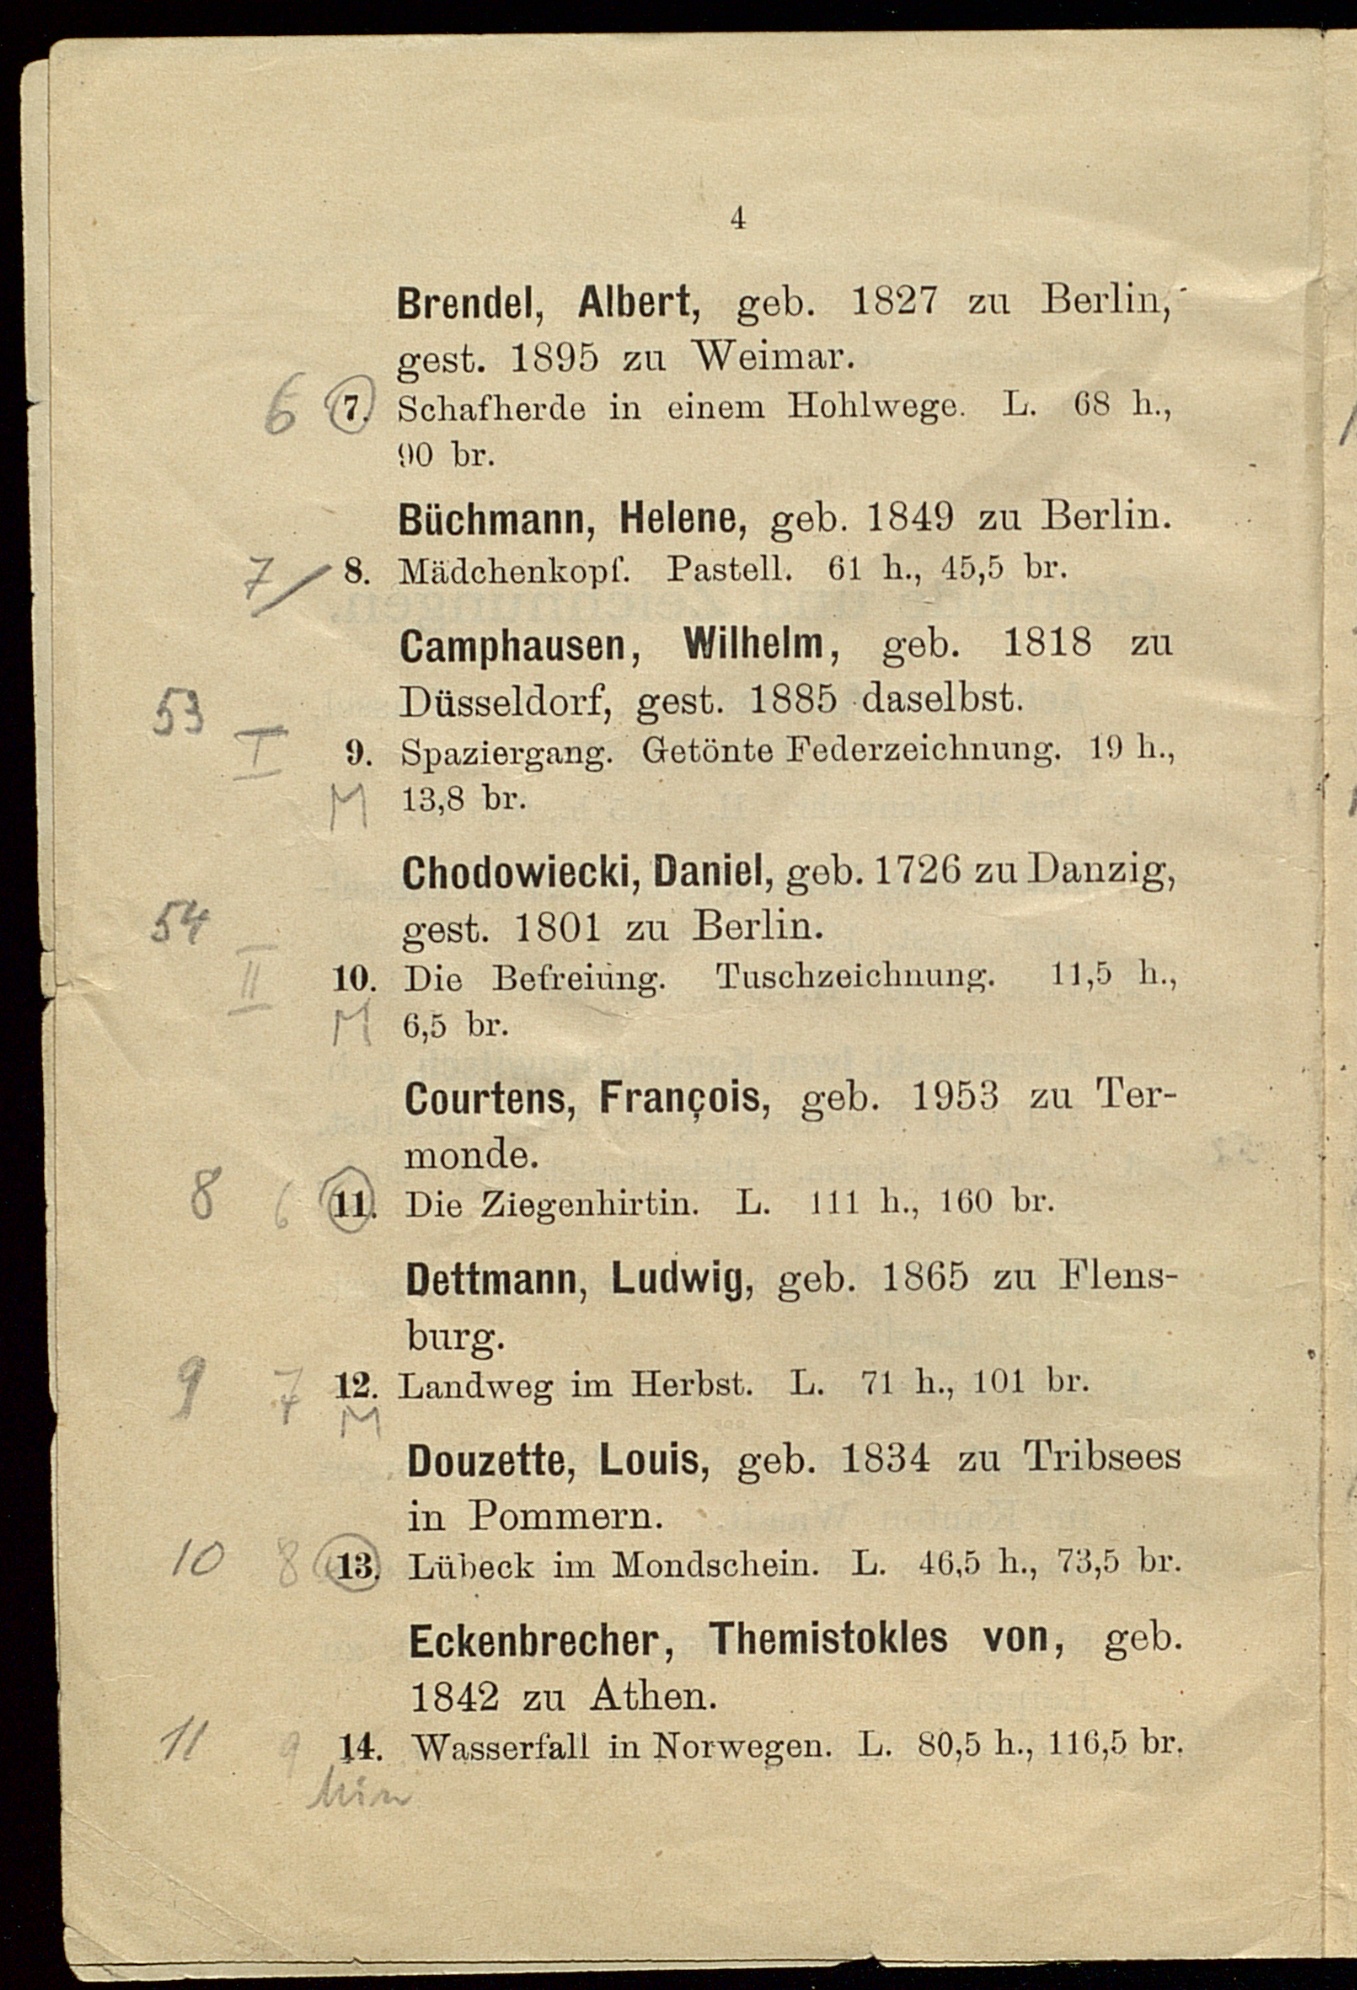 4
Brendel, Albert, geb. 1827 zu Berlin,
gest. 1895 zu Weimar.
6 7. Schafherde in einem Hohlwege. L. 68 h.,
90 br.
Büchmann, Helene, geb. 1849 zu Berlin.
7 / 8. Mädchenkopf. Pastell. 61 h., 45,5 br.
Camphausen, Wilhelm, geb. 1818 zu
53 Düsseldorf, gest. 1885 daselbst.
I 9. Spaziergang. Getönte Federzeichnung. 19 h.,
M 13,8 br.
Chodowiecki, Daniel, geb. 1726 zu Danzig,
54 gest. 1801 zu Berlin.
II 10. Die Befreiung. Tuschzeichnung. 11,5 h.,
M 6,5 br.
Courtens, François, geb. 1953 zu Ter-
monde.
8 6 11. Die Ziegenhirtin. L. 111 h., 160 br.
Dettmann, Ludwig, geb. 1865 zu Flens-
burg.
9 7 12. Landweg im Herbst. L. 71 h., 101 br.
M
Douzette, Louis, geb. 1834 zu Tribsees
in Pommern.
10 8 13. Lübeck im Mondschein. L. 46,5 h., 73,5 br.
Eckenbrecher, Themistokles von, geb.
1842 zu Athen.
11 9 14. Wasserfall in Norwegen. L. 80,5 h., 116,5 br.